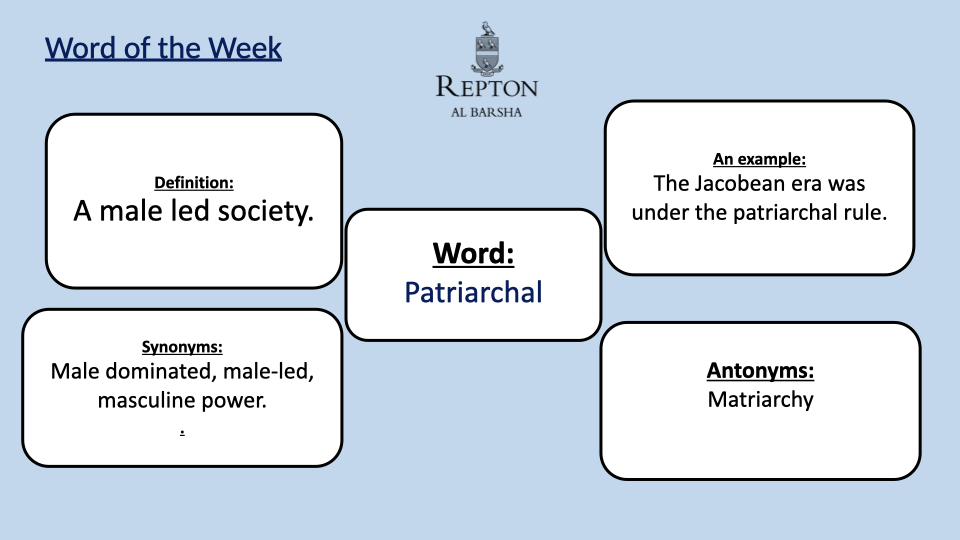 Word of the Week
REPTON
AL BARSHA
Definition:
A male led society.
An example:
The Jacobean era was
under the patriarchal rule.
Word:
Patriarchal
Synonyms:
Male dominated, male-led,
masculine power.
.
Antonyms:
Matriarchy